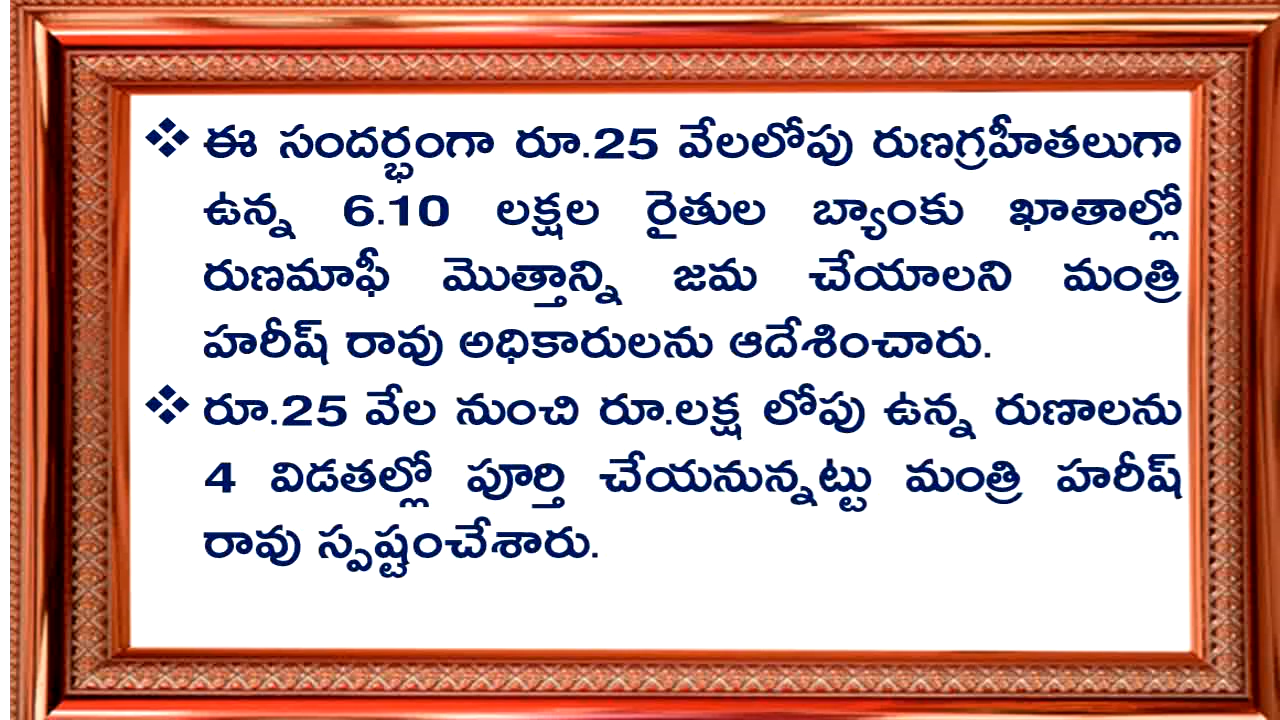 ❖ ఈ సందర్భంగా రూ.25 వేలలోపు రుణగ్రహీతలుగా
ఉన్న 6.10 లక్షల రైతుల బ్యాంకు ఖాతాల్లో
రుణమాఫీ మొత్తాన్ని జమ చేయాలని మంత్రి
హరీష్ రావు అధికారులను ఆదేశించారు.
❖ రూ.25 వేల నుంచి రూ.లక్ష లోపు ఉన్న రుణాలను
4 విడతల్లో పూర్తి చేయనున్నట్టు మంత్రి హరీష్
రావు స్పష్టంచేశారు.